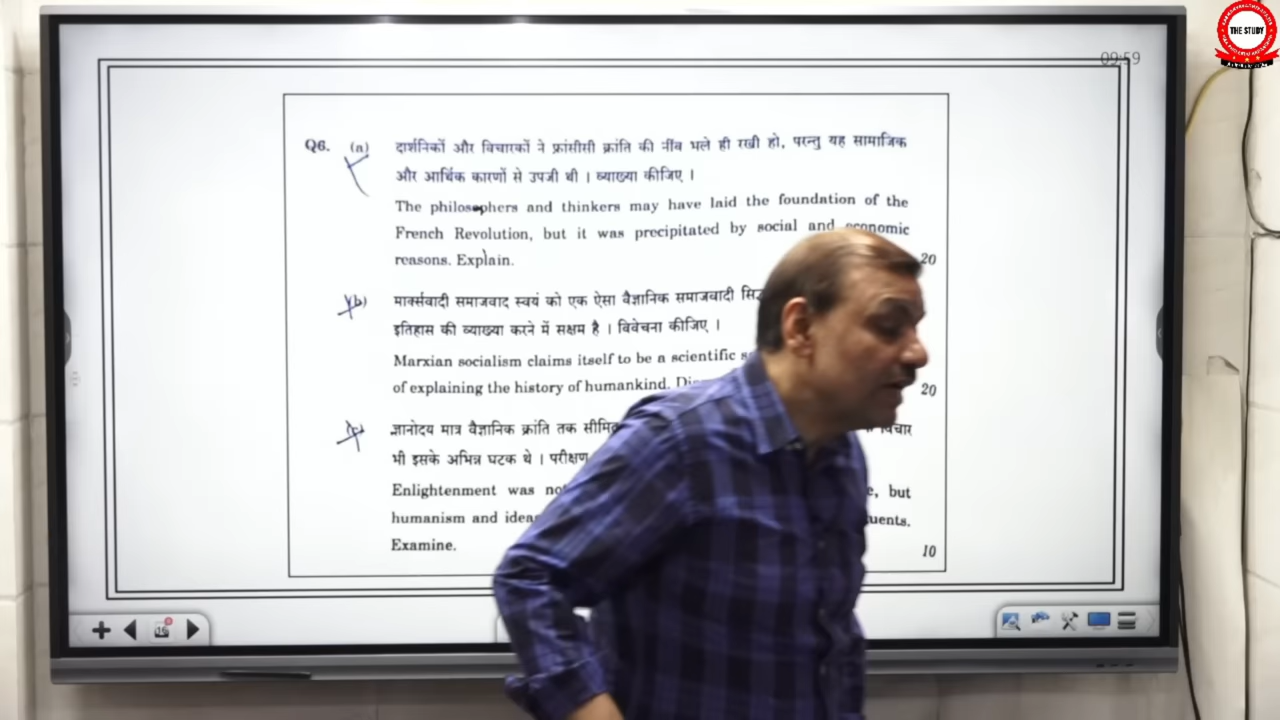 THE STUDY
09:59
Q6. (a) दार्शनिकों और विचारकों ने फ्रांसीसी क्रांति की नींव भले ही रखी हो, परन्तु यह सामाजिक
और आर्थिक कारणों से उपजी थी । व्याख्या कीजिए ।
The philosophers and thinkers may have laid the foundation of the
French Revolution, but it was precipitated by social and economic
reasons. Explain.
20
(b) मार्क्सवादी समाजवाद स्वयं को एक ऐसा वैज्ञानिक समाजवादी
इतिहास की व्याख्या करने में सक्षम है । विवेचना कीजिए ।
Marxian socialism claims itself to be a scientific
of explaining the history of humankind.
20
(c) ज्ञानोदय मात्र वैज्ञानिक क्रांति तक विचार
भी इसके अभिन्न घटक थे । परीक्षण
Enlightenment was but
humanism and
Examine.
10
16